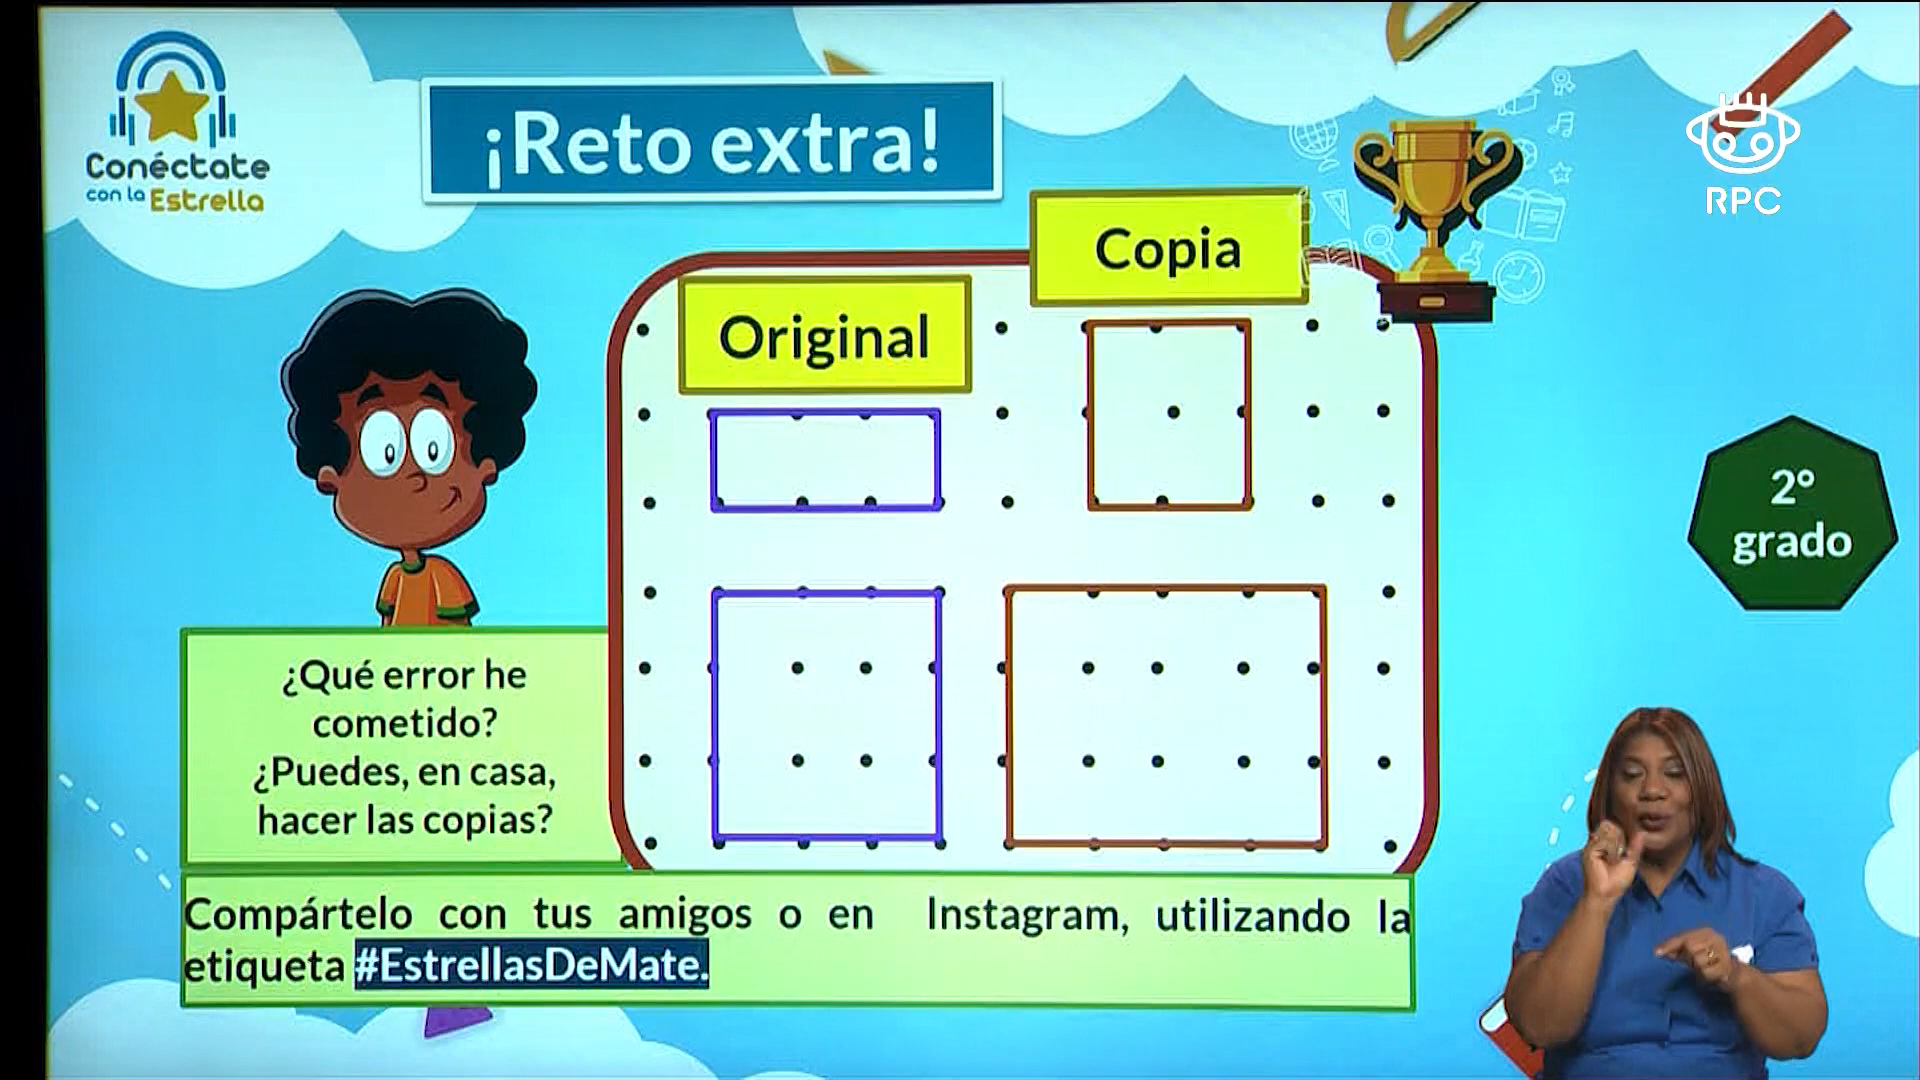 Conéctate
con la Estrella
¡Reto extra!
RPC
Copia
Original
2°
grado
¿Qué error he
cometido?
¿Puedes, en casa,
hacer las copias?
Compártelo con tus amigos o en Instagram, utilizando la
etiqueta #EstrellasDeMate.